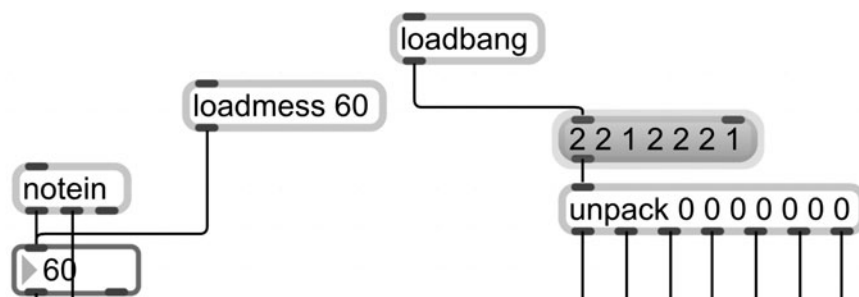 loadbang
loadmess 60
2 2 1 2 2 2 1
notein
unpack 0 0 0 0 0 0 0
60